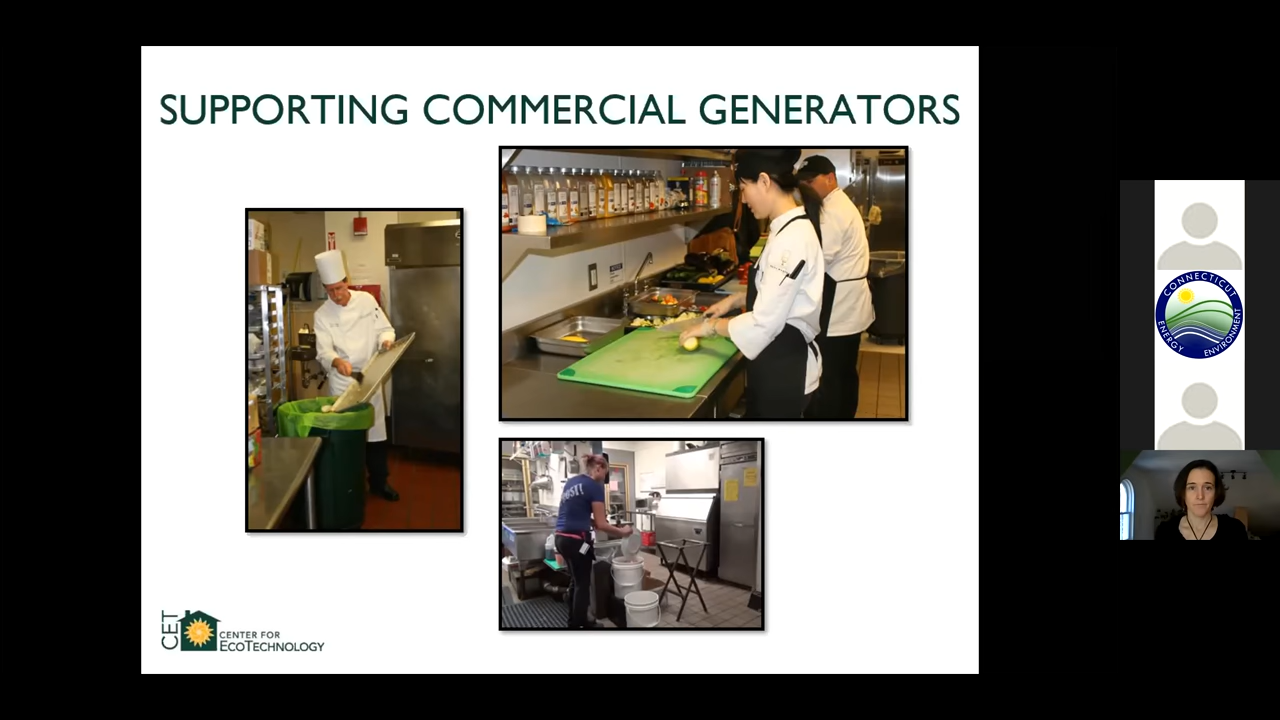 SUPPORTING COMMERCIAL GENERATORS
CET
CENTER FOR
ECOTECHNOLOGY
CONNECTICUT
ENERGY
ENVIRONMENT